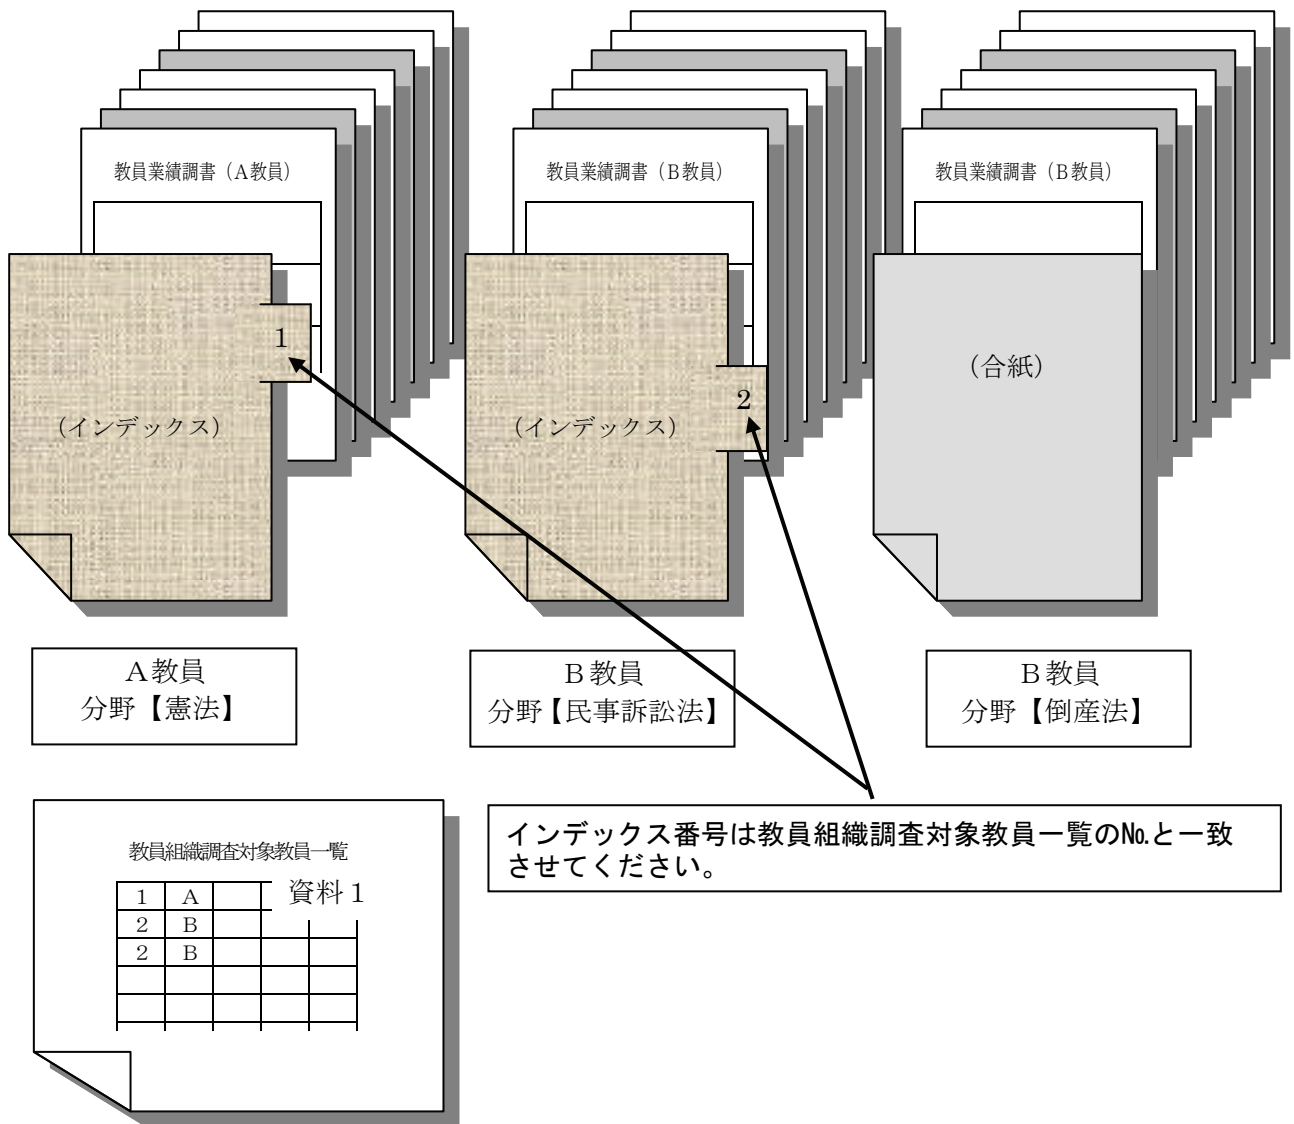 教員業績調書（Ａ教員）
教員業績調書（Ｂ教員）
教員業績調書（Ｂ教員）
1
（インデックス）
2
（インデックス）
（合紙）
Ａ教員
分野【憲法】
Ｂ教員
分野【民事訴訟法】
Ｂ教員
分野【倒産法】
インデックス番号は教員組織調査対象教員一覧の№と一致
させてください。
教員組織調査対象教員一覧
資料１
1 A
2 B
2 B